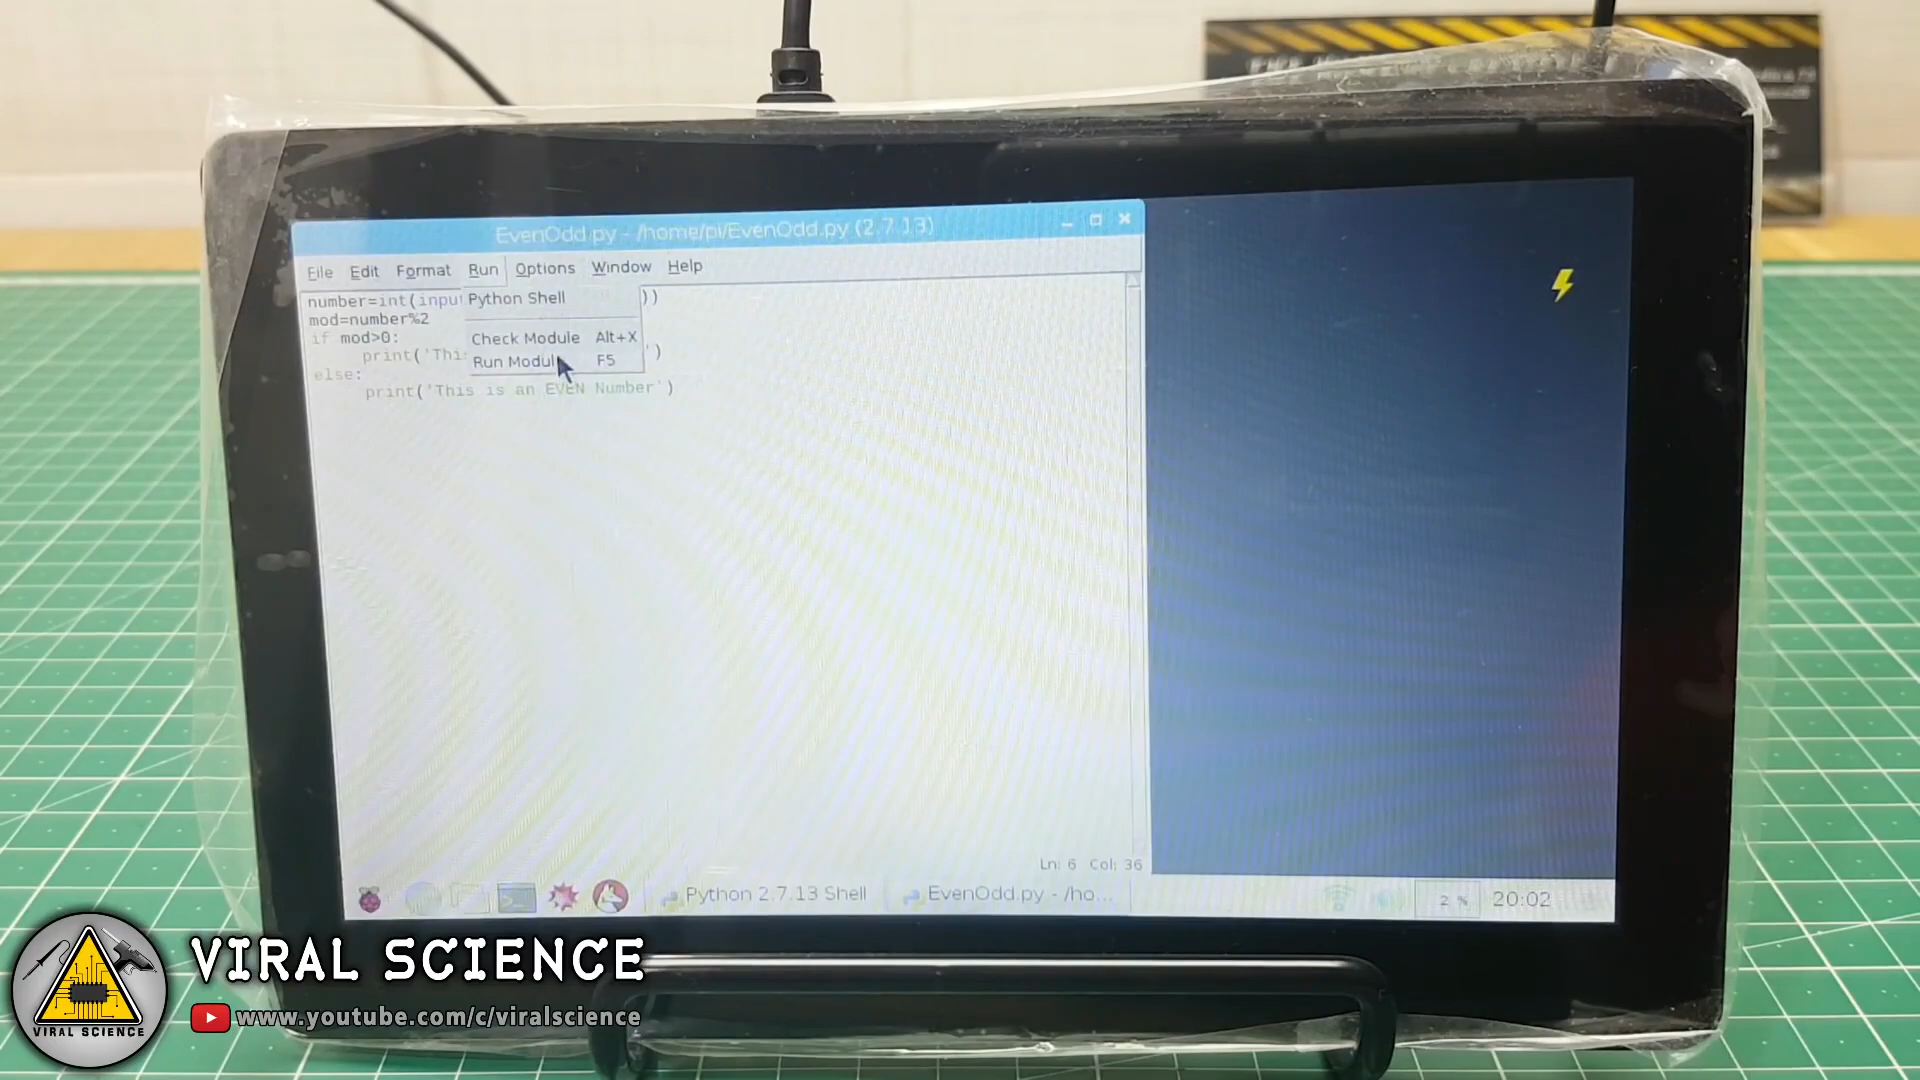 EvenOdd.py - /home/pi/EvenOdd.py (2.7.13)
File Edit Format Run Options Window Help
number=int(input ))
mod=number%2
if mod>0:
print('This ')
else:
print('This is an EVEN Number')
Python Shell
Check Module Alt+X
Run Modul F5
Ln: 6 Col: 36
Python 2.7.13 Shell
EvenOdd.py - /ho...
2 %
20:02
VIRAL SCIENCE
VIRAL SCIENCE
www.youtube.com/c/viralscience